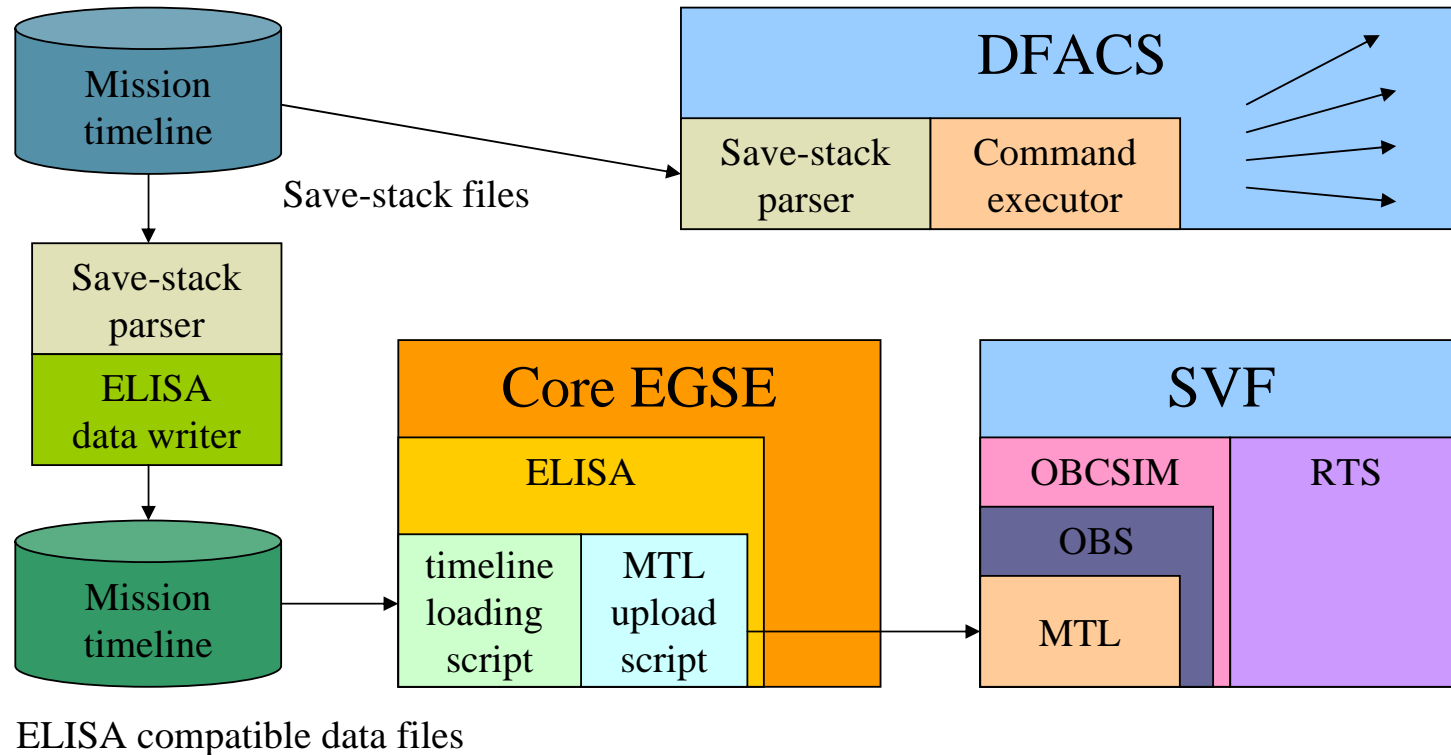 Mission
timeline
DFACS
Save-stack
parser
Command
executor
Save-stack files
Save-stack
parser
ELISA
data writer
Core EGSE
SVF
ELISA
OBCSIM
RTS
OBS
timeline
loading
script
MTL
upload
script
MTL
Mission
timeline
ELISA compatible data files